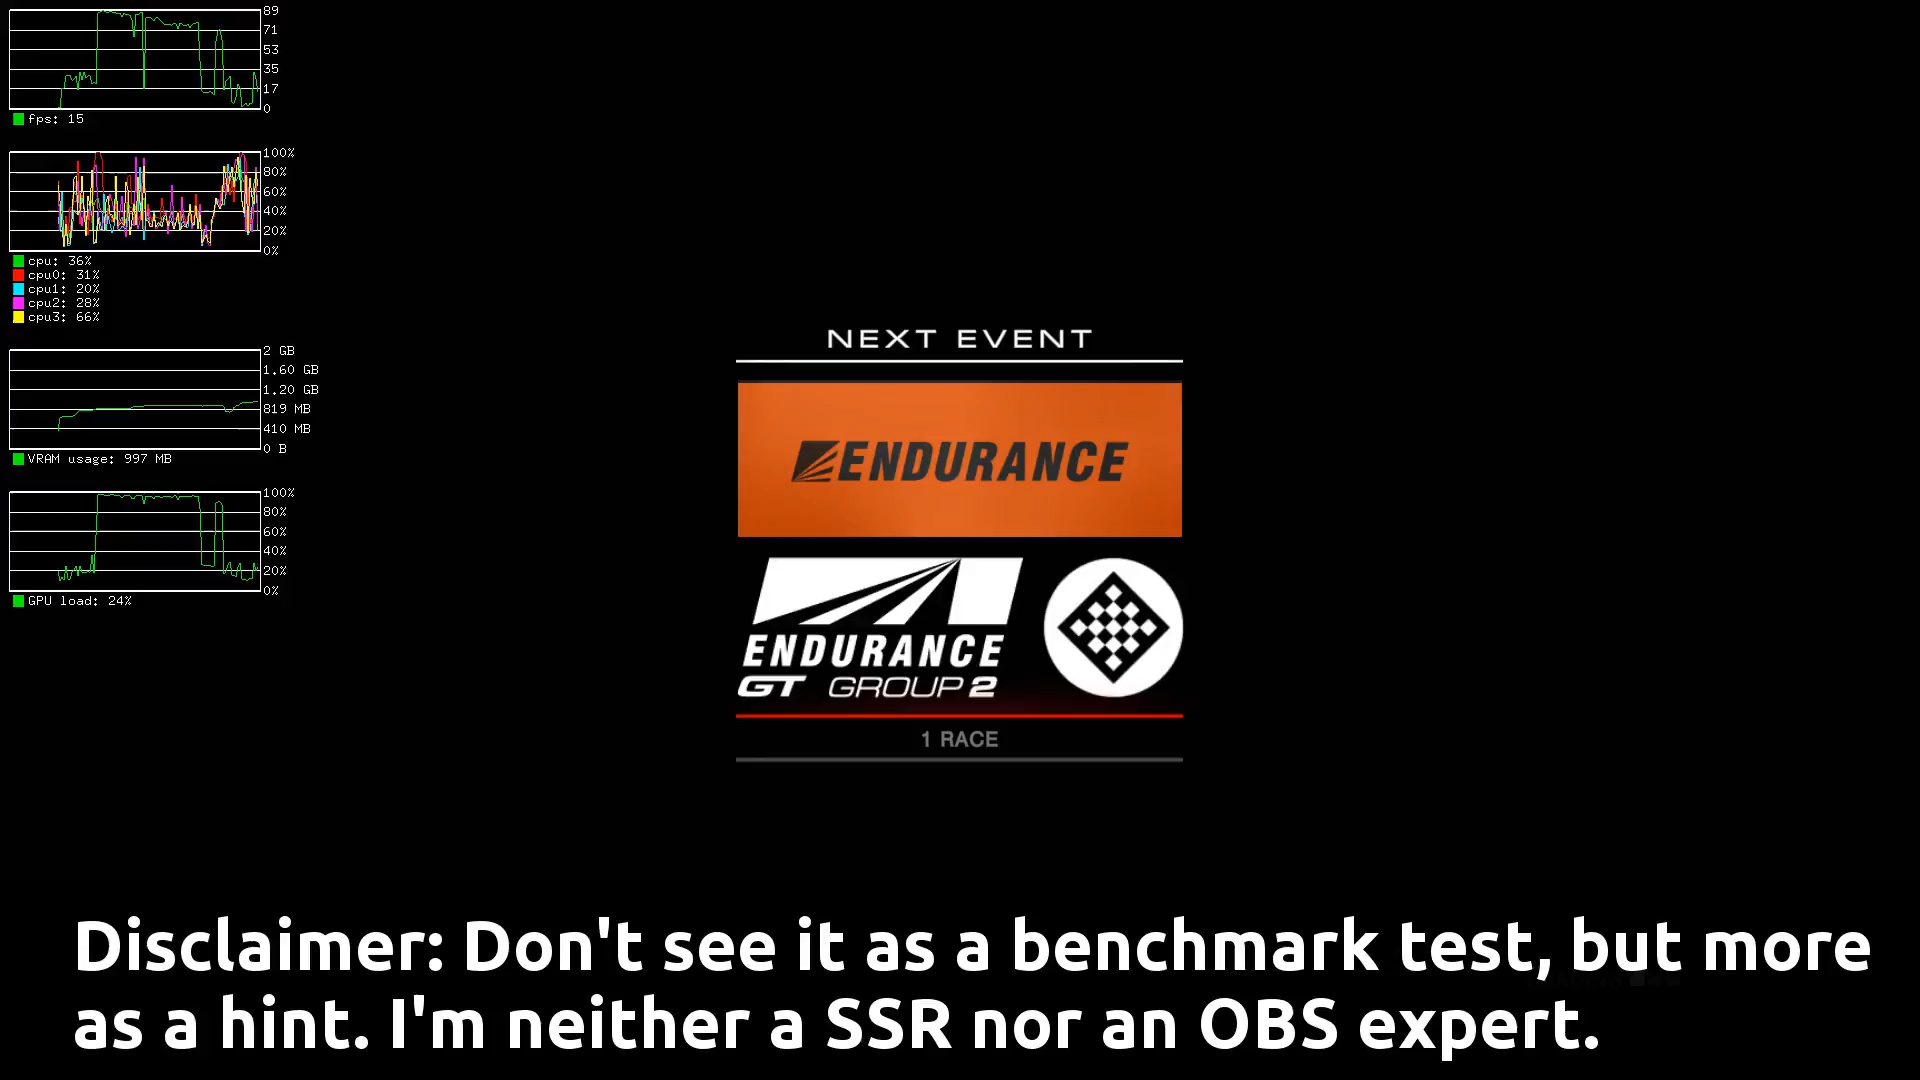 89
71
53
35
17
0
fps: 15
100%
80%
60%
40%
20%
0%
cpu: 36%
cpu0: 31%
cpu1: 20%
cpu2: 28%
cpu3: 66%
2 GB
1.60 GB
1.20 GB
819 MB
410 MB
0 B
VRAM usage: 997 MB
100%
80%
60%
40%
20%
0%
GPU load: 24%
NEXT EVENT
ENDURANCE
ENDURANCE
GT GROUP 2
1 RACE
Disclaimer: Don't see it as a benchmark test, but more
as a hint. I'm neither a SSR nor an OBS expert.